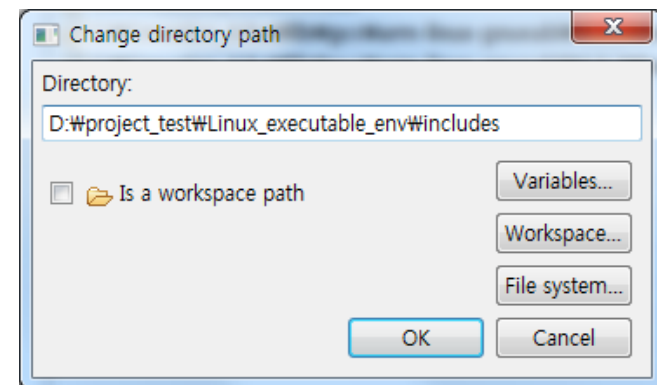 Change directory path
Directory:
D:₩project_test₩Linux_executable_env₩includes
Is a workspace path
Variables...
Workspace...
File system...
OK
Cancel